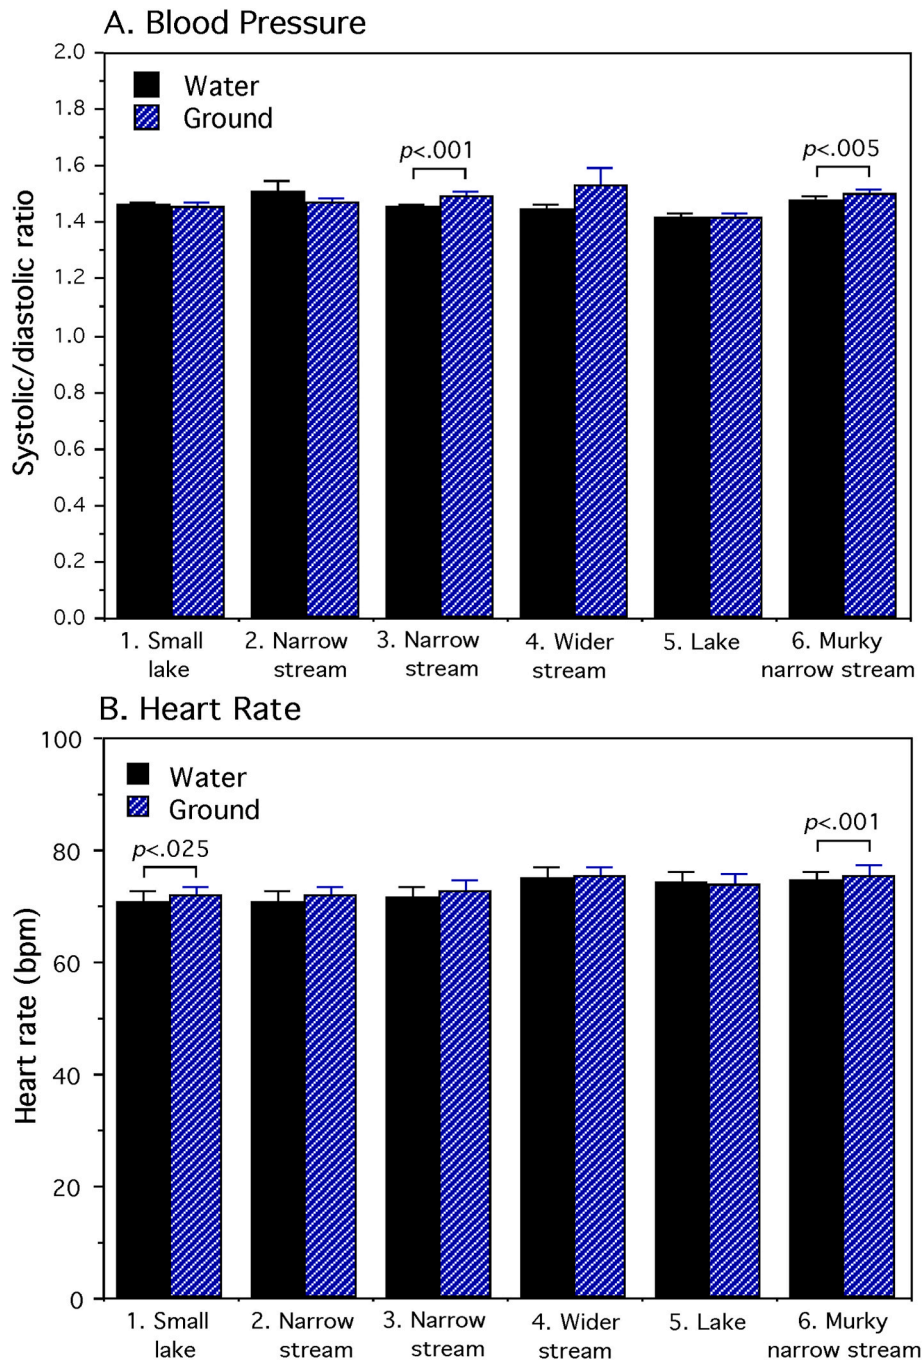 A. Blood Pressure
2.0
1.8
1.6
1.4
1.2
1.0
0.8
0.6
0.4
0.2
0.0
Systolic/diastolic ratio
Water
Ground
p<.001
p<.005
1. Small
lake
2. Narrow
stream
3. Narrow
stream
4. Wider
stream
5. Lake
6. Murky
narrow stream
B. Heart Rate
100
80
60
40
20
0
Heart rate (bpm)
Water
Ground
p<.025
p<.001
1. Small
lake
2. Narrow
stream
3. Narrow
stream
4. Wider
stream
5. Lake
6. Murky
narrow stream